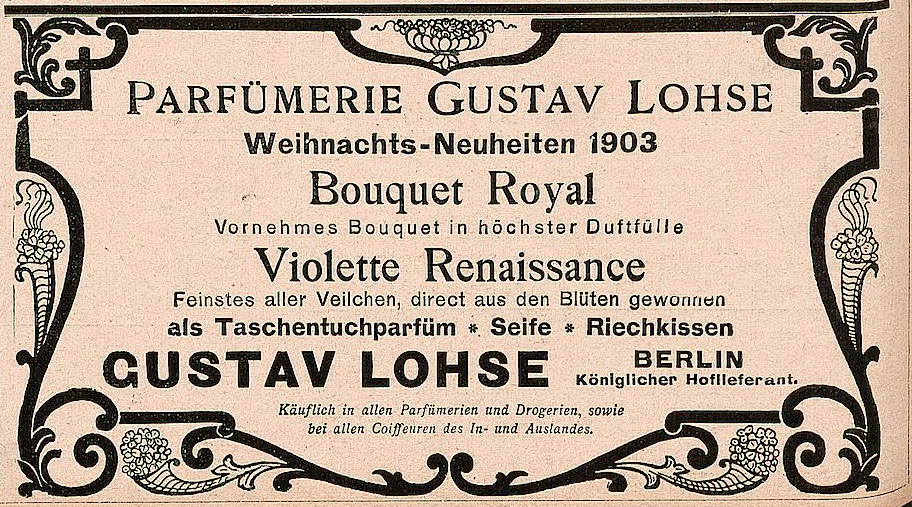 PARFÜMERIE GUSTAV LOHSE
Weihnachts-Neuheiten 1903
Bouquet Royal
Vornehmes Bouquet in höchster Duftfülle
Violette Renaissance
Feinstes aller Veilchen, direct aus den Blüten gewonnen
als Taschentuchparfüm * Seife * Riechkissen
GUSTAV LOHSE BERLIN
Königlicher Hoflieferant.
Käuflich in allen Parfümerien und Drogerien, sowie
bei allen Coiffeuren des In- und Auslandes.